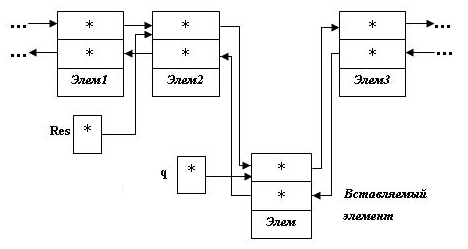 ... * * * ...
... * * * ...
Элем1 Элем2 Элем3
Res *
q * *
* Вставляемый
Элем элемент